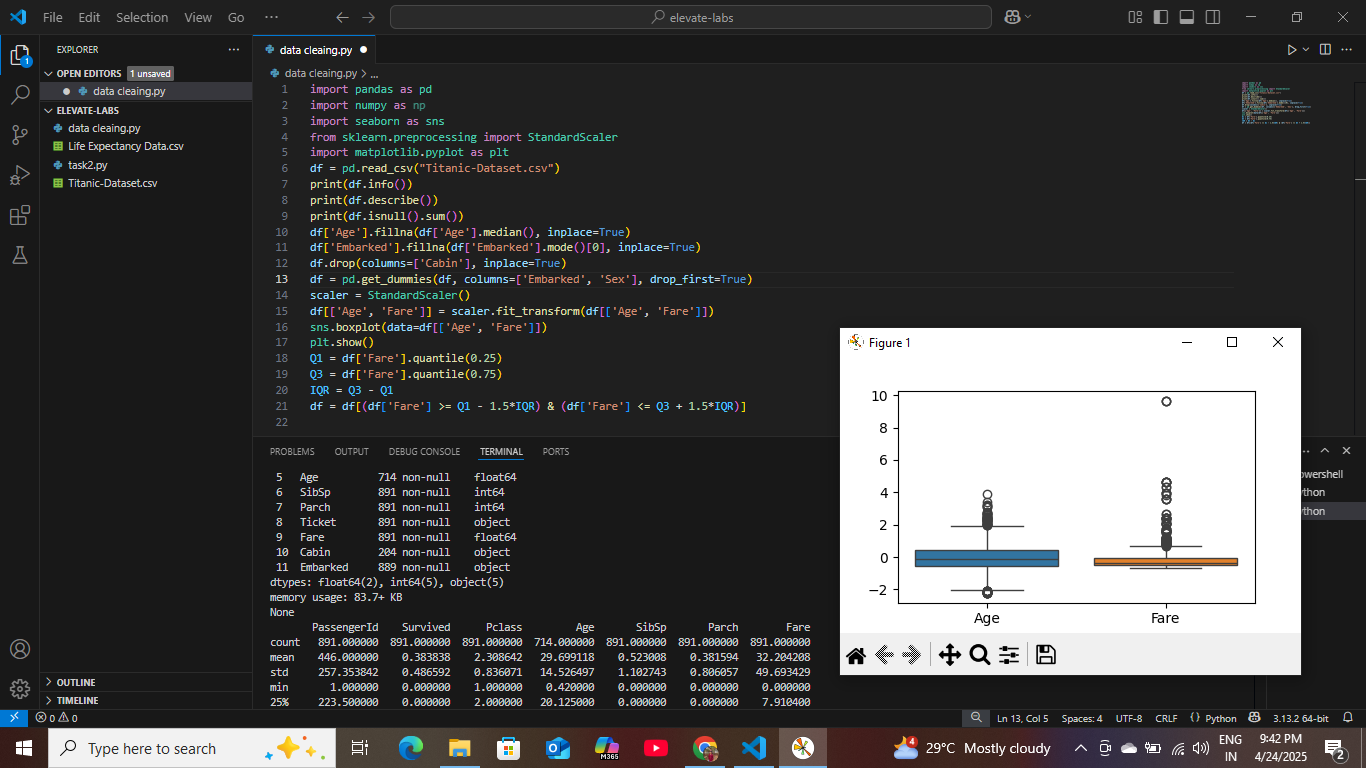 File Edit Selection View Go ··· elevate-labs
EXPLORER
OPEN EDITORS 1 unsaved
data cleaing.py
ELEVATE-LABS
data cleaing.py
Life Expectancy Data.csv
task2.py
Titanic-Dataset.csv
OUTLINE
TIMELINE
1
data cleaing.py
data cleaing.py > ...
1 import pandas as pd
2 import numpy as np
3 import seaborn as sns
4 from sklearn.preprocessing import StandardScaler
5 import matplotlib.pyplot as plt
6 df = pd.read_csv("Titanic-Dataset.csv")
7 print(df.info())
8 print(df.describe())
9 print(df.isnull().sum())
10 df['Age'].fillna(df['Age'].median(), inplace=True)
11 df['Embarked'].fillna(df['Embarked'].mode()[0], inplace=True)
12 df.drop(columns=['Cabin'], inplace=True)
13 df = pd.get_dummies(df, columns=['Embarked', 'Sex'], drop_first=True)
14 scaler = StandardScaler()
15 df[['Age', 'Fare']] = scaler.fit_transform(df[['Age', 'Fare']])
16 sns.boxplot(data=df[['Age', 'Fare']])
17 plt.show()
18 Q1 = df['Fare'].quantile(0.25)
19 Q3 = df['Fare'].quantile(0.75)
20 IQR = Q3 - Q1
21 df = df[(df['Fare'] >= Q1 - 1.5*IQR) & (df['Fare'] <= Q3 + 1.5*IQR)]
22
PROBLEMS OUTPUT DEBUG CONSOLE TERMINAL PORTS
5 Age 714 non-null float64
6 SibSp 891 non-null int64
7 Parch 891 non-null int64
8 Ticket 891 non-null object
9 Fare 891 non-null float64
10 Cabin 204 non-null object
11 Embarked 889 non-null object
dtypes: float64(2), int64(5), object(5)
memory usage: 83.7+ KB
None
PassengerId Survived Pclass Age SibSp Parch Fare
count 891.000000 891.000000 891.000000 714.000000 891.000000 891.000000 891.000000
mean 446.000000 0.383838 2.308642 29.699118 0.523008 0.381594 32.204208
std 257.353842 0.486592 0.836071 14.526497 1.102743 0.806057 49.693429
min 1.000000 0.000000 1.000000 0.420000 0.000000 0.000000 0.000000
25% 223.500000 0.000000 2.000000 20.125000 0.000000 0.000000 7.910400
owershell
ython
ython
Figure 1
10
8
6
4
2
0
−2
Age Fare
0 0 Ln 13, Col 5 Spaces: 4 UTF-8 CRLF {} Python 3.13.2 64-bit
Type here to search
M365
4
29°C Mostly cloudy
ENG
IN
9:42 PM
4/24/2025
2